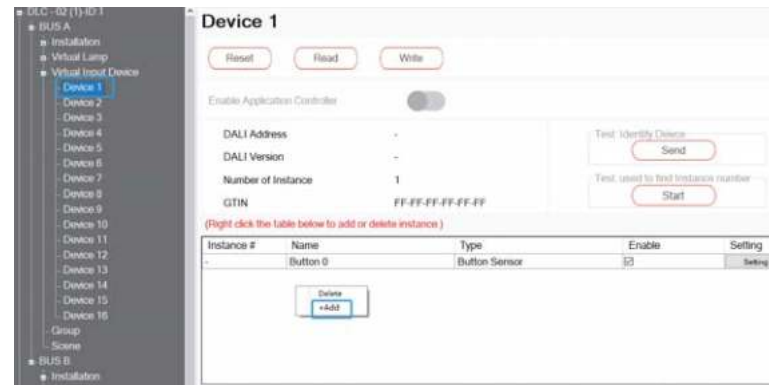 DLC - 02 (1)-ID:1
BUS A
Installation
Virtual Lamp
Virtual Input Device
Device 1
Device 2
Device 3
Device 4
Device 5
Device 6
Device 7
Device 8
Device 9
Device 10
Device 11
Device 12
Device 13
Device 14
Device 15
Device 16
Group
Scene
BUS B
Installation
Device 1
Reset Read Write
Enable Application Controller
DALI Address -
DALI Version -
Number of Instance 1
GTIN FF-FF-FF-FF-FF-FF
Test: Identify Device
Send
Test: used to find Instance number
Start
(Right click the table below to add or delete instance )
Instance # Name Type Enable Setting
- Button 0 Button Sensor Setting
Delete
+Add